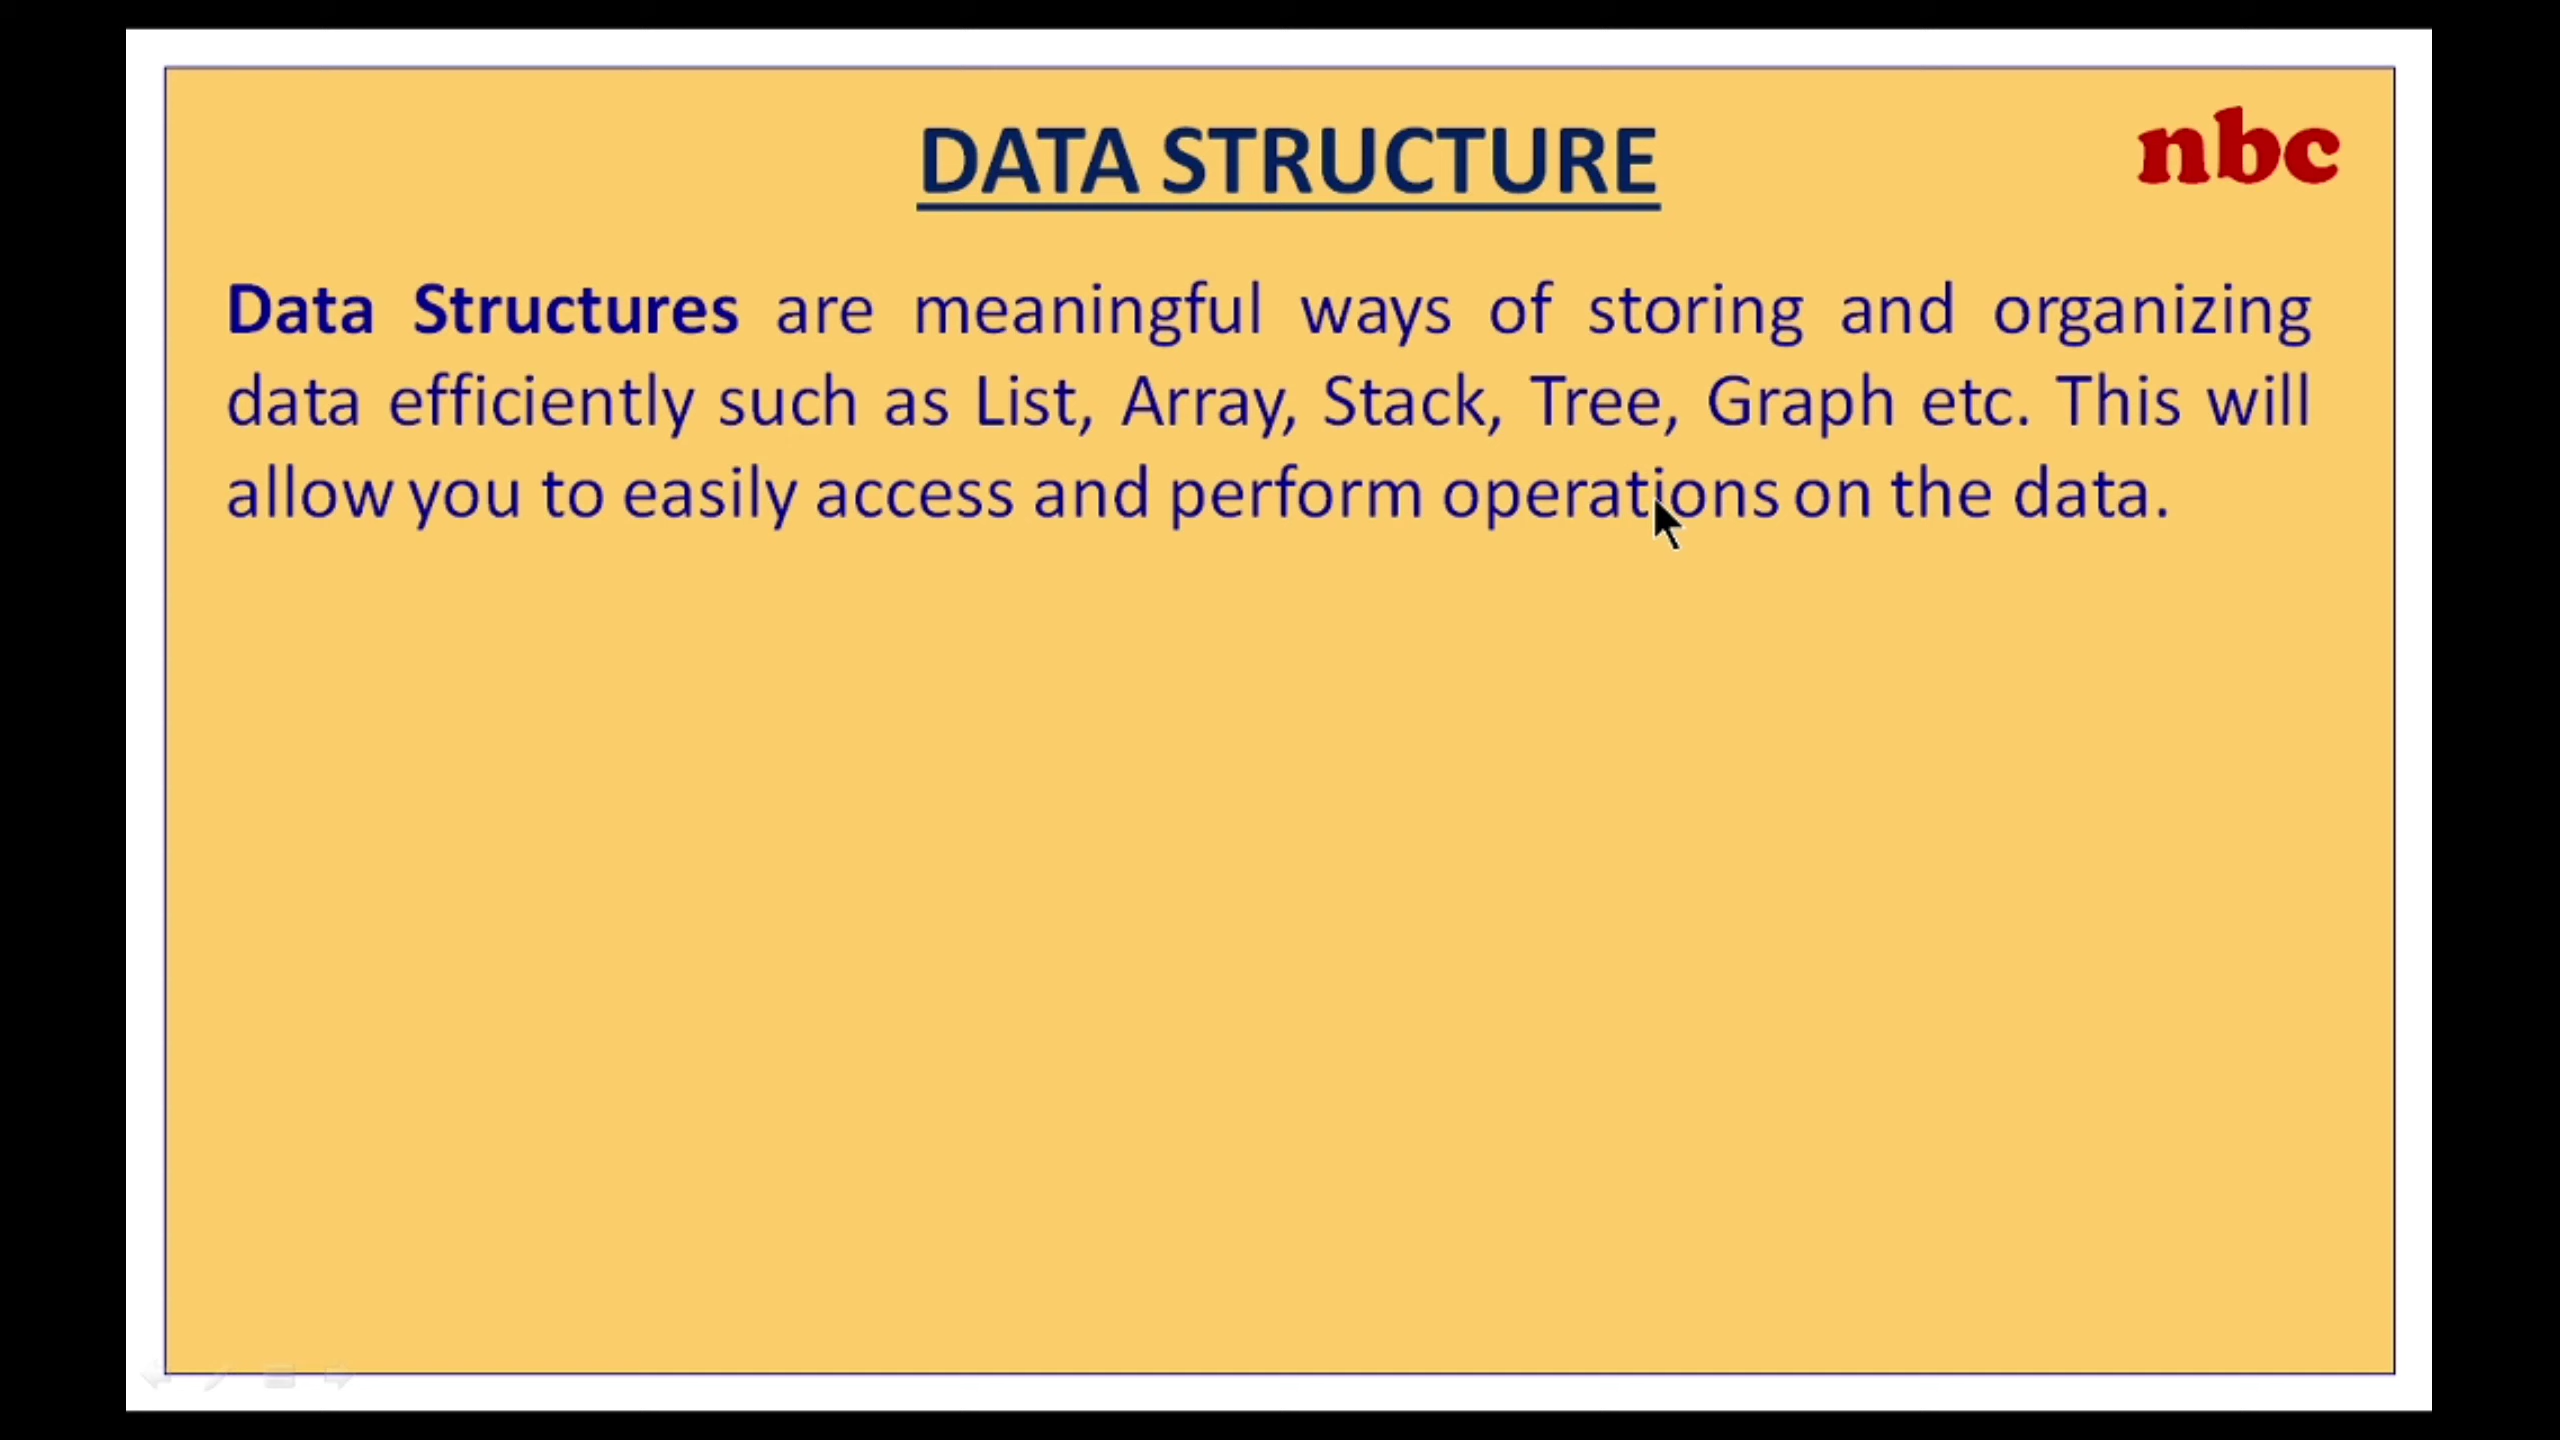 DATA STRUCTURE
nbc
Data Structures are meaningful ways of storing and organizing
data efficiently such as List, Array, Stack, Tree, Graph etc. This will
allow you to easily access and perform operations on the data.